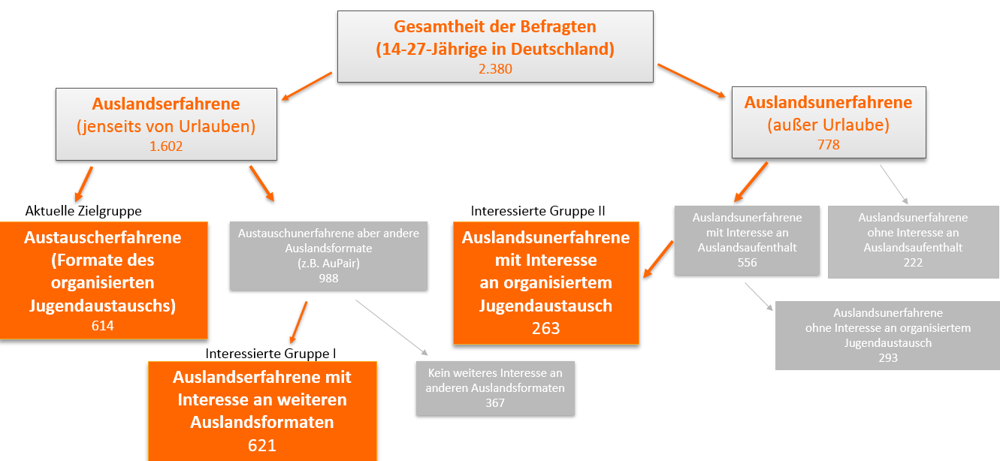 Gesamtheit der Befragten
(14-27-Jährige in Deutschland)
2.380
Auslandserfahrene
(jenseits von Urlauben)
1.602
Auslandsunerfahrene
(außer Urlaube)
778
Aktuelle Zielgruppe
Austauscherfahrene
(Formate des
organisierten
Jugendaustauschs)
614
Austauschunerfahrene aber andere
Auslandsformate
(z.B. AuPair)
988
Interessierte Gruppe II
Auslandsunerfahrene
mit Interesse
an organisiertem
Jugendaustausch
263
Auslandsunerfahrene
mit Interesse an
Auslandsaufenthalt
556
Auslandsunerfahrene
ohne Interesse an
Auslandsaufenthalt
222
Auslandsunerfahrene
ohne Interesse an organisiertem
Jugendaustausch
293
Interessierte Gruppe I
Auslandserfahrene mit
Interesse an weiteren
Auslandsformaten
621
Kein weiteres Interesse an
anderen Auslandsformaten
367